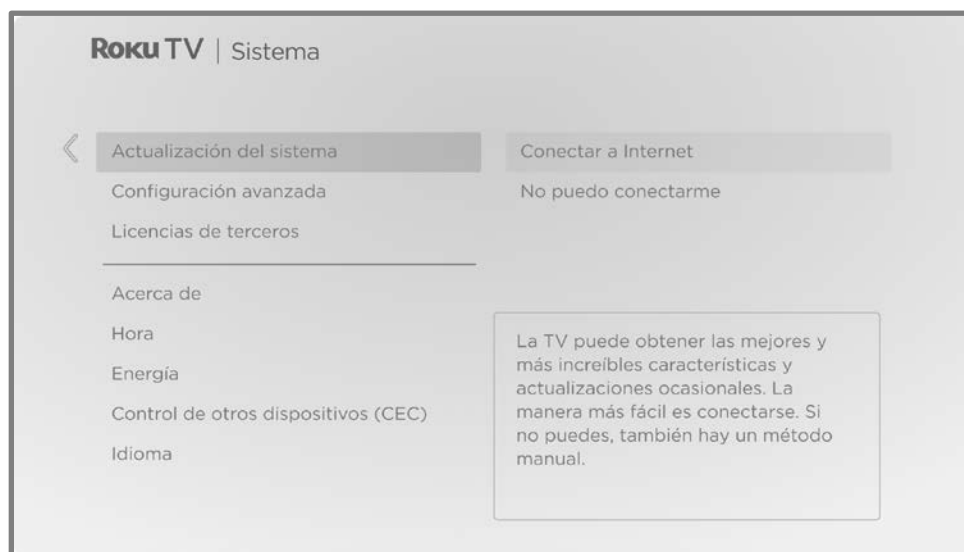 Roku TV | Sistema
Actualización del sistema
Configuración avanzada
Licencias de terceros
Acerca de
Hora
Energía
Control de otros dispositivos (CEC)
Idioma
Conectar a Internet
No puedo conectarme
La TV puede obtener las mejores y
más increíbles características y
actualizaciones ocasionales. La
manera más fácil es conectarse. Si
no puedes, también hay un método
manual.